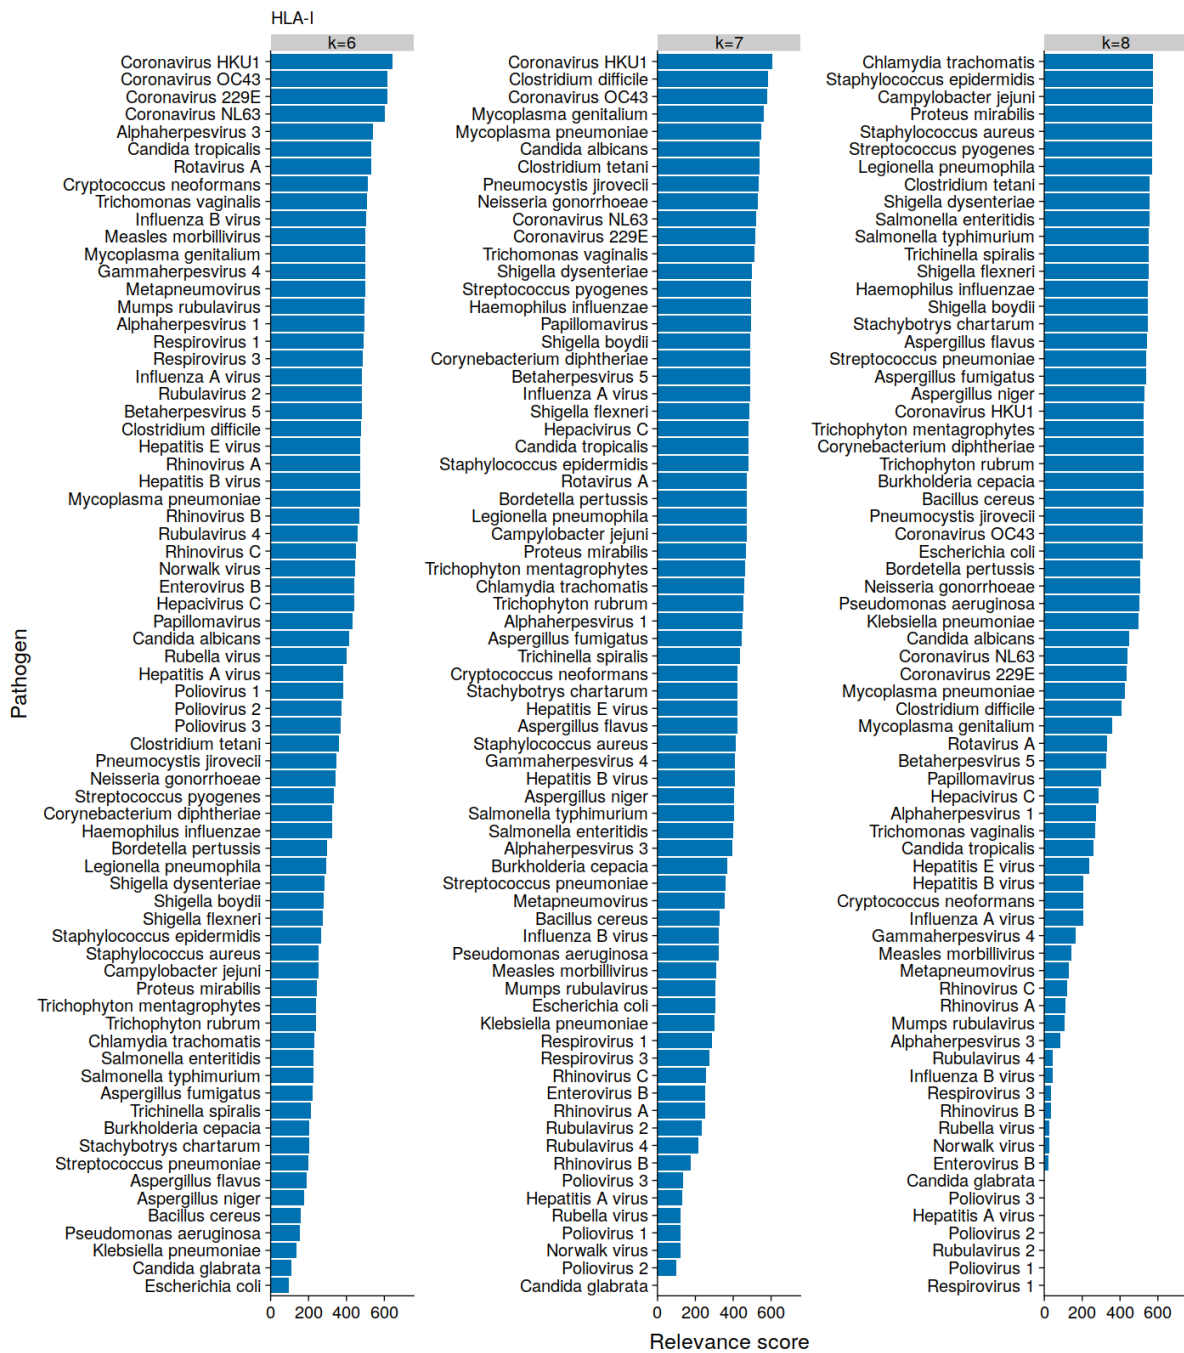 HLA-I
k=6
Coronavirus HKU1
Coronavirus OC43
Coronavirus 229E
Coronavirus NL63
Alphaherpesvirus 3
Candida tropicalis
Rotavirus A
Cryptococcus neoformans
Trichomonas vaginalis
Influenza B virus
Measles morbillivirus
Mycoplasma genitalium
Gammaherpesvirus 4
Metapneumovirus
Mumps rubulavirus
Alphaherpesvirus 1
Respirovirus 1
Respirovirus 3
Influenza A virus
Rubulavirus 2
Betaherpesvirus 5
Clostridium difficile
Hepatitis E virus
Rhinovirus A
Hepatitis B virus
Mycoplasma pneumoniae
Rhinovirus B
Rubulavirus 4
Rhinovirus C
Norwalk virus
Enterovirus B
Hepacivirus C
Papillomavirus
Candida albicans
Rubella virus
Hepatitis A virus
Poliovirus 1
Poliovirus 2
Poliovirus 3
Clostridium tetani
Pneumocystis jirovecii
Neisseria gonorrhoeae
Streptococcus pyogenes
Corynebacterium diphtheriae
Haemophilus influenzae
Bordetella pertussis
Legionella pneumophila
Shigella dysenteriae
Shigella boydii
Shigella flexneri
Staphylococcus epidermidis
Staphylococcus aureus
Campylobacter jejuni
Proteus mirabilis
Trichophyton mentagrophytes
Trichophyton rubrum
Chlamydia trachomatis
Salmonella enteritidis
Salmonella typhimurium
Aspergillus fumigatus
Trichinella spiralis
Burkholderia cepacia
Stachybotrys chartarum
Streptococcus pneumoniae
Aspergillus flavus
Aspergillus niger
Bacillus cereus
Pseudomonas aeruginosa
Klebsiella pneumoniae
Candida glabrata
Escherichia coli
0 200 400 600
k=7
Coronavirus HKU1
Clostridium difficile
Coronavirus OC43
Mycoplasma genitalium
Mycoplasma pneumoniae
Candida albicans
Clostridium tetani
Pneumocystis jirovecii
Neisseria gonorrhoeae
Coronavirus NL63
Coronavirus 229E
Trichomonas vaginalis
Shigella dysenteriae
Streptococcus pyogenes
Haemophilus influenzae
Papillomavirus
Shigella boydii
Corynebacterium diphtheriae
Betaherpesvirus 5
Influenza A virus
Shigella flexneri
Hepacivirus C
Candida tropicalis
Staphylococcus epidermidis
Rotavirus A
Bordetella pertussis
Legionella pneumophila
Campylobacter jejuni
Proteus mirabilis
Trichophyton mentagrophytes
Chlamydia trachomatis
Trichophyton rubrum
Alphaherpesvirus 1
Aspergillus fumigatus
Trichinella spiralis
Cryptococcus neoformans
Stachybotrys chartarum
Hepatitis E virus
Aspergillus flavus
Staphylococcus aureus
Gammaherpesvirus 4
Hepatitis B virus
Aspergillus niger
Salmonella typhimurium
Salmonella enteritidis
Alphaherpesvirus 3
Burkholderia cepacia
Streptococcus pneumoniae
Metapneumovirus
Bacillus cereus
Influenza B virus
Pseudomonas aeruginosa
Measles morbillivirus
Mumps rubulavirus
Escherichia coli
Klebsiella pneumoniae
Respirovirus 1
Respirovirus 3
Rhinovirus C
Enterovirus B
Rhinovirus A
Rubulavirus 2
Rubulavirus 4
Rhinovirus B
Poliovirus 3
Hepatitis A virus
Rubella virus
Poliovirus 1
Norwalk virus
Poliovirus 2
Candida glabrata
0 200 400 600
k=8
Chlamydia trachomatis
Staphylococcus epidermidis
Campylobacter jejuni
Proteus mirabilis
Staphylococcus aureus
Streptococcus pyogenes
Legionella pneumophila
Clostridium tetani
Shigella dysenteriae
Salmonella enteritidis
Salmonella typhimurium
Trichinella spiralis
Shigella flexneri
Haemophilus influenzae
Shigella boydii
Stachybotrys chartarum
Aspergillus flavus
Streptococcus pneumoniae
Aspergillus fumigatus
Aspergillus niger
Coronavirus HKU1
Trichophyton mentagrophytes
Corynebacterium diphtheriae
Trichophyton rubrum
Burkholderia cepacia
Bacillus cereus
Pneumocystis jirovecii
Coronavirus OC43
Escherichia coli
Bordetella pertussis
Neisseria gonorrhoeae
Pseudomonas aeruginosa
Klebsiella pneumoniae
Candida albicans
Coronavirus NL63
Coronavirus 229E
Mycoplasma pneumoniae
Clostridium difficile
Mycoplasma genitalium
Rotavirus A
Betaherpesvirus 5
Papillomavirus
Hepacivirus C
Alphaherpesvirus 1
Trichomonas vaginalis
Candida tropicalis
Hepatitis E virus
Hepatitis B virus
Cryptococcus neoformans
Influenza A virus
Gammaherpesvirus 4
Measles morbillivirus
Metapneumovirus
Rhinovirus C
Rhinovirus A
Mumps rubulavirus
Alphaherpesvirus 3
Rubulavirus 4
Influenza B virus
Respirovirus 3
Rhinovirus B
Rubella virus
Norwalk virus
Enterovirus B
Candida glabrata
Poliovirus 3
Hepatitis A virus
Poliovirus 2
Rubulavirus 2
Poliovirus 1
Respirovirus 1
0 200 400 600
Pathogen
Relevance score